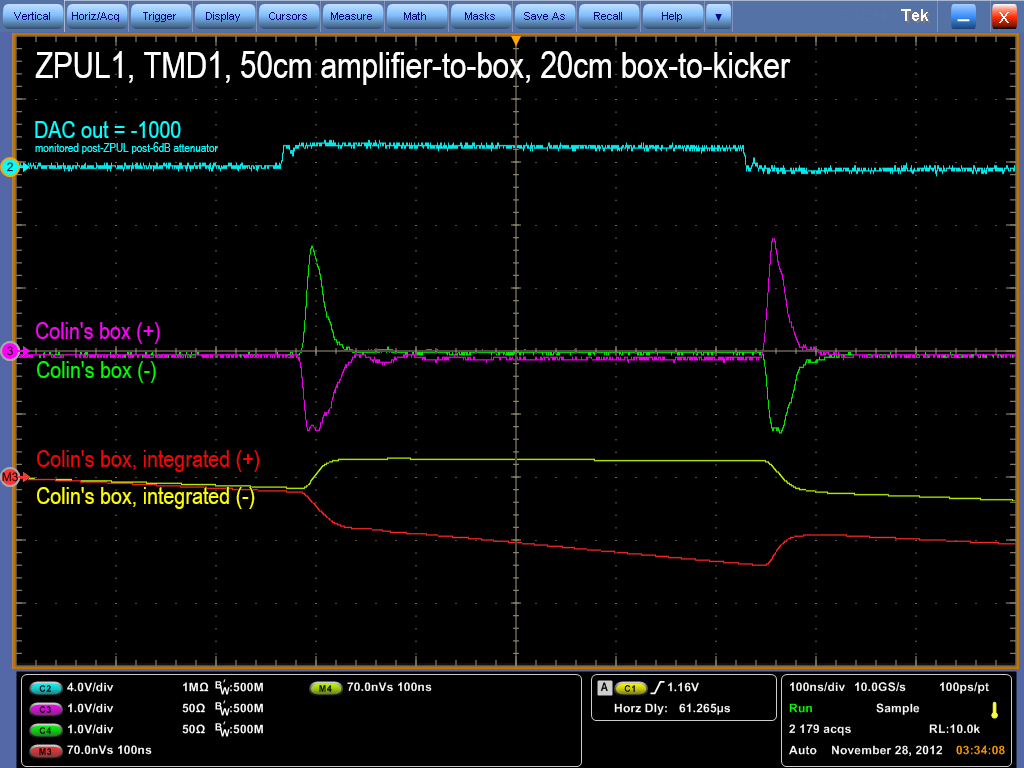 Vertical Horiz/Acq Trigger Display Cursors Measure Math Masks Save As Recall Help ▼ Tek X
ZPUL1, TMD1, 50cm amplifier-to-box, 20cm box-to-kicker
DAC out = -1000
monitored post-ZPUL post-6dB attenuator
2
Colin's box (+)
3
Colin's box (-)
Colin's box, integrated (+)
M3
Colin's box, integrated (-)
C2 4.0V/div 1MΩ BW:500M M4 70.0nVs 100ns
C3 1.0V/div 50Ω BW:500M
C4 1.0V/div 50Ω BW:500M
M3 70.0nVs 100ns
A C1 1.16V
Horz Dly: 61.265µs
100ns/div 10.0GS/s 100ps/pt
Run Sample
2 179 acqs RL:10.0k
Auto November 28, 2012 03:34:08